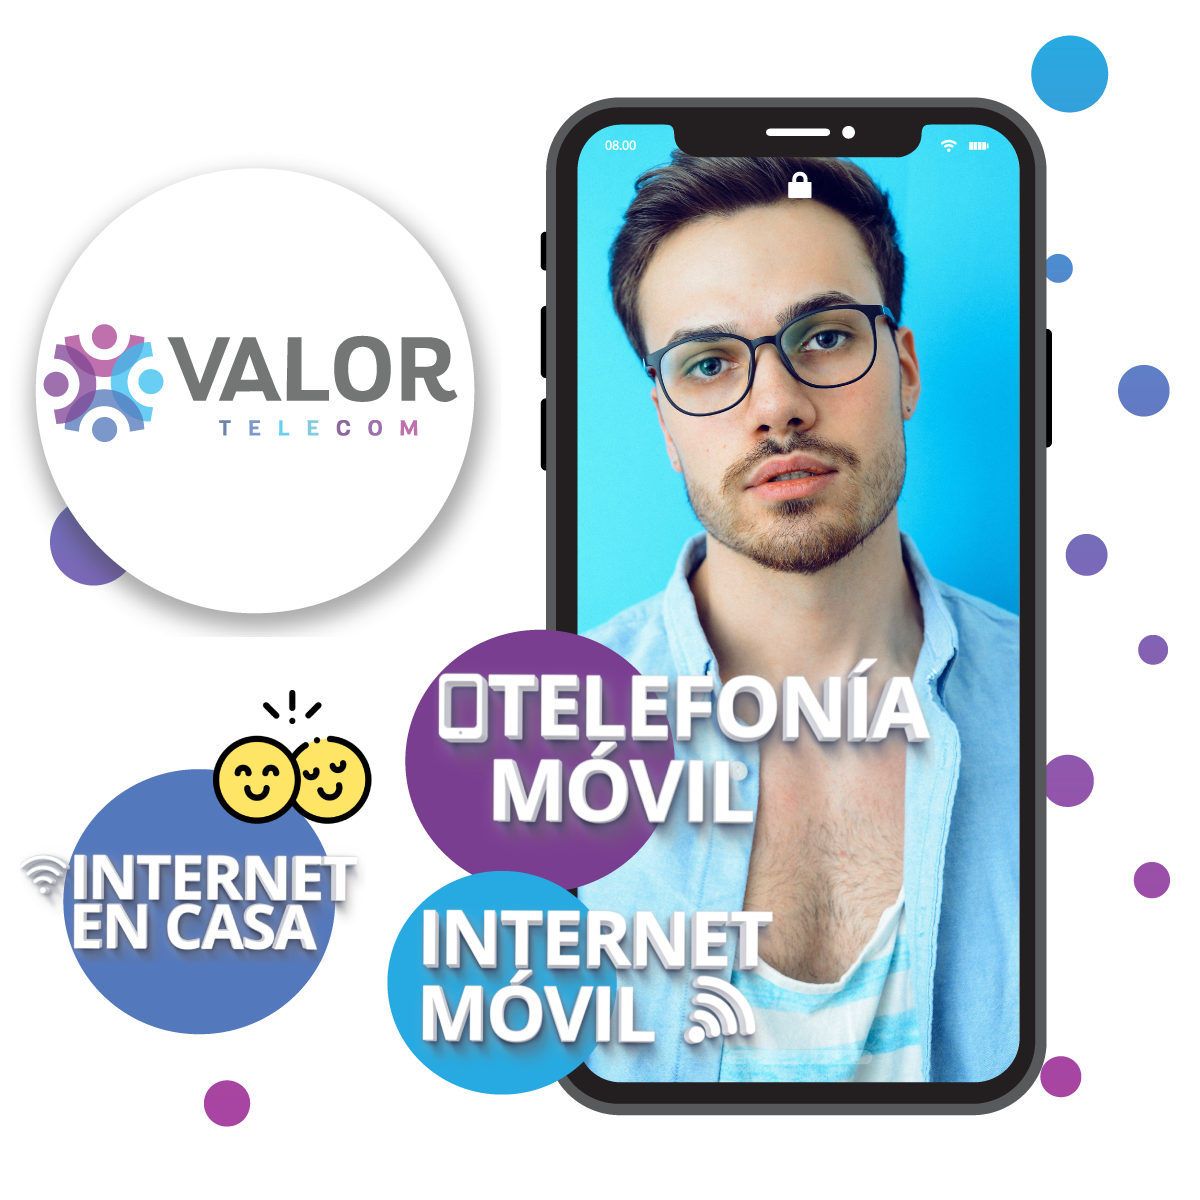 08.00
VALOR
TELECOM
TELEFONÍA
MÓVIL
INTERNET
EN CASA
INTERNET
MÓVIL